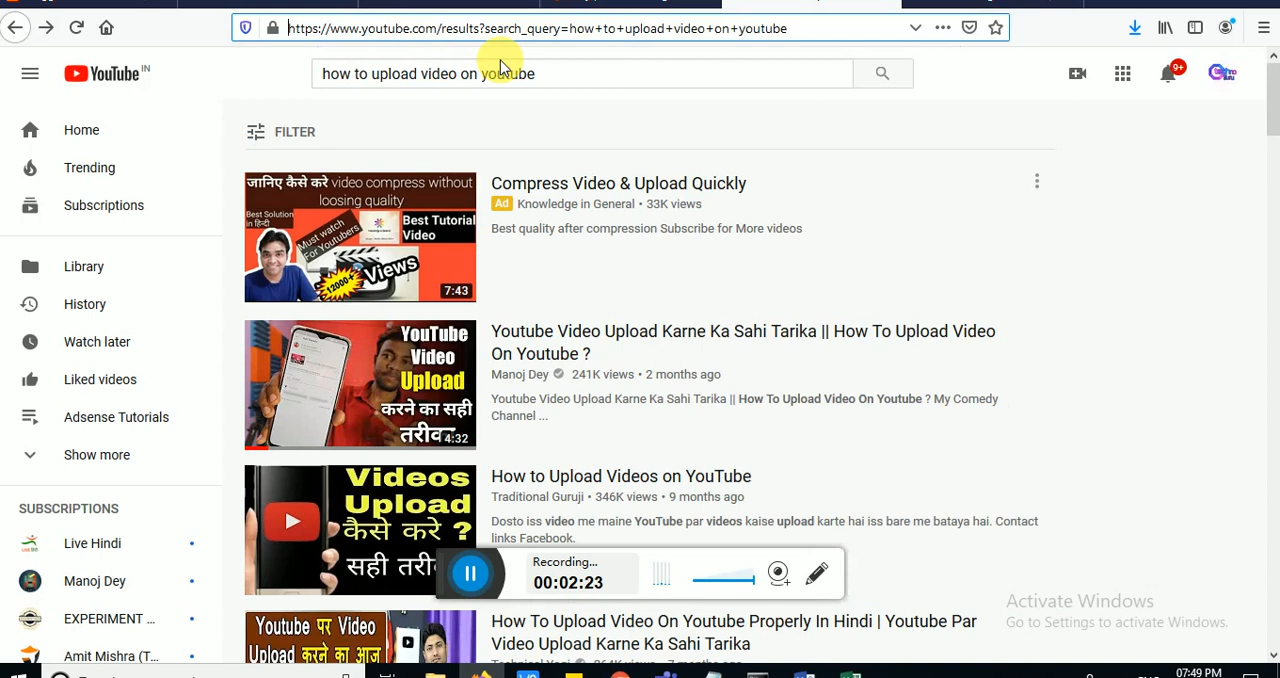 https://www.youtube.com/results?search_query=how+to+upload+video+on+youtube
YouTube IN
how to upload video on youtube
9+
Home
Trending
Subscriptions
Library
History
Watch later
Liked videos
Adsense Tutorials
Show more
SUBSCRIPTIONS
Live Hindi
Manoj Dey
EXPERIMENT ...
Amit Mishra (T...
FILTER
जानिए कैसे करे video compress without
loosing quality
Best Solution
in हिन्दी
Must watch
For Youtubers
Best Tutorial
Video
12000+
Views
7:43
Compress Video & Upload Quickly
Ad Knowledge in General • 33K views
Best quality after compression Subscribe for More videos
YouTube
Video
Upload
करने का सही
4:32
Youtube Video Upload Karne Ka Sahi Tarika || How To Upload Video
On Youtube ?
Manoj Dey 241K views • 2 months ago
Youtube Video Upload Karne Ka Sahi Tarika || How To Upload Video On Youtube ? My Comedy
Channel ...
Videos
Upload
कैसे करे ?
सही
How to Upload Videos on YouTube
Traditional Guruji • 346K views • 9 months ago
Dosto iss video me maine YouTube par videos kaise upload karte hai iss bare me bataya hai. Contact
links Facebook.
Recording...
00:02:23
Youtube पर Video
Upload करने का आज
How To Upload Video On Youtube Properly In Hindi | Youtube Par
Video Upload Karne Ka Sahi Tarika
Activate Windows
Go to Settings to activate Windows.
07:49 PM